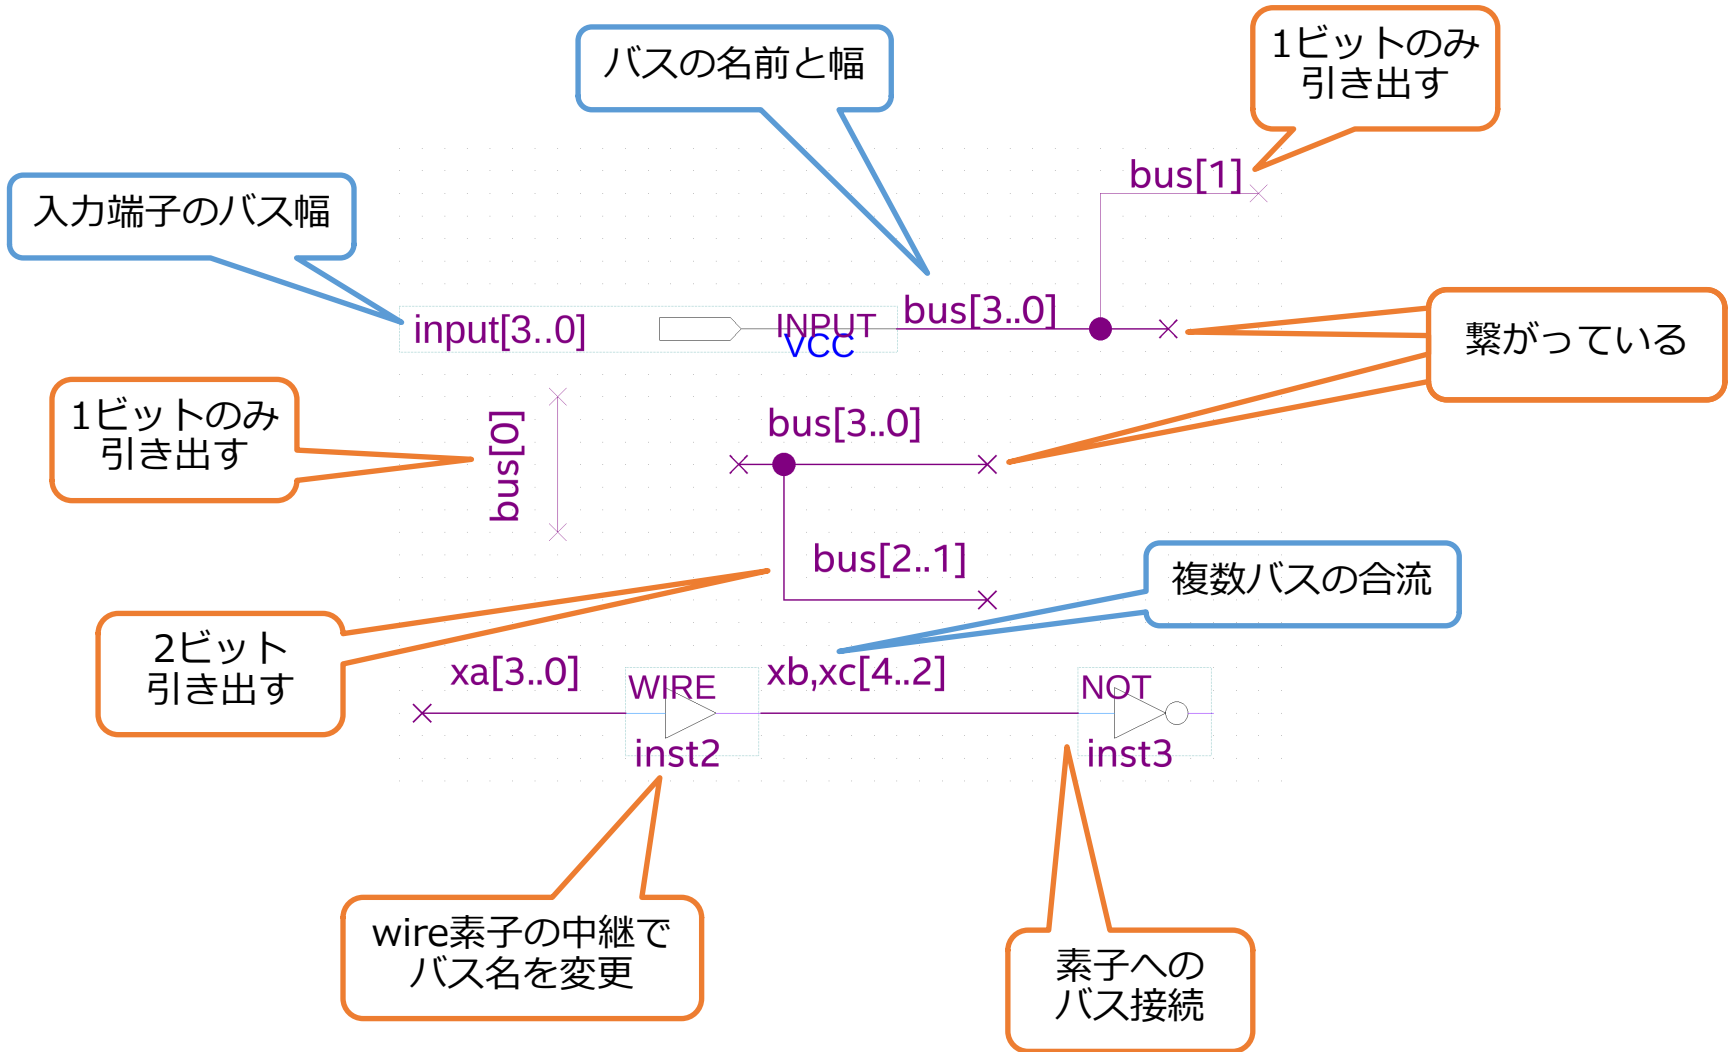 バスの名前と幅
1ビットのみ
引き出す
bus[1]
入力端子のバス幅
input[3..0]
INPUT
VCC
bus[3..0]
繋がっている
1ビットのみ
引き出す
bus[0]
bus[3..0]
bus[2..1]
複数バスの合流
2ビット
引き出す
xa[3..0]
WIRE
inst2
xb,xc[4..2]
NOT
inst3
wire素子の中継で
バス名を変更
素子への
バス接続